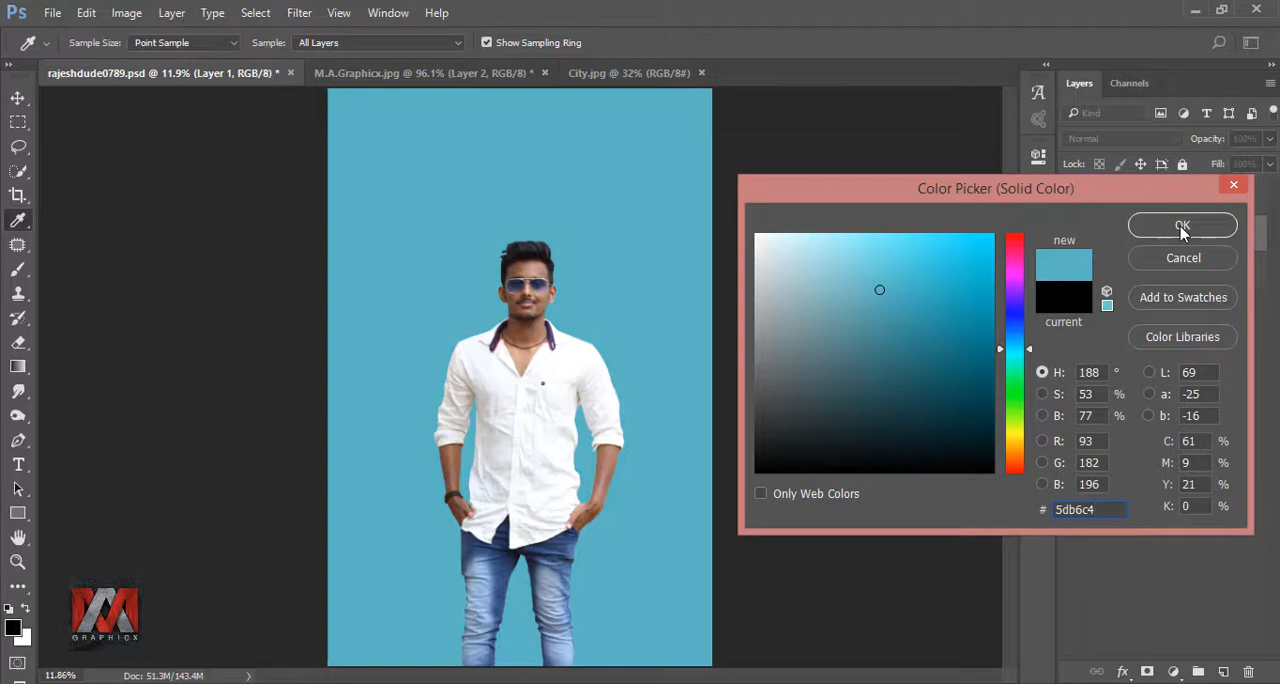 Ps File Edit Image Layer Type Select Filter View Window Help
Sample Size: Point Sample Sample: All Layers Show Sampling Ring
rajeshdude0789.psd @ 11.9% (Layer 1, RGB/8) * × M.A.Graphicx.jpg @ 96.1% (Layer 2, RGB/8) * × City.jpg @ 32% (RGB/8#) ×
Layers Channels
Kind
Normal Opacity: 100%
Lock: Fill: 100%
Color Picker (Solid Color)
new
current
OK
Cancel
Add to Swatches
Color Libraries
H: 188 °
S: 53 %
B: 77 %
R: 93
G: 182
B: 196
# 5db6c4
L: 69
a: -25
b: -16
C: 61 %
M: 9 %
Y: 21 %
K: 0 %
Only Web Colors
MA
GRAPHICX
11.86% Doc: 51.3M/143.4M